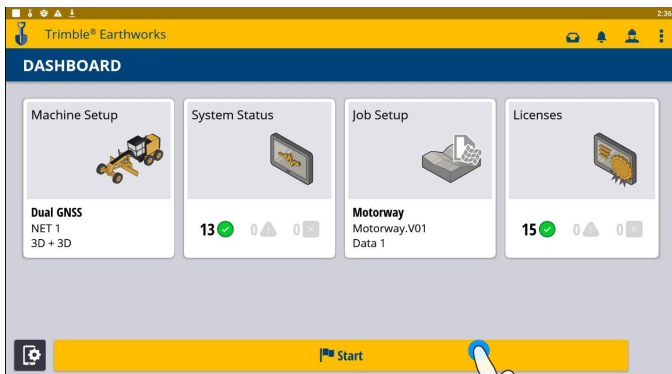 2:36
Trimble® Earthworks
DASHBOARD
Machine Setup
Dual GNSS
NET 1
3D + 3D
System Status
13 0 0
Job Setup
Motorway
Motorway.V01
Data 1
Licenses
15 0 0
Start